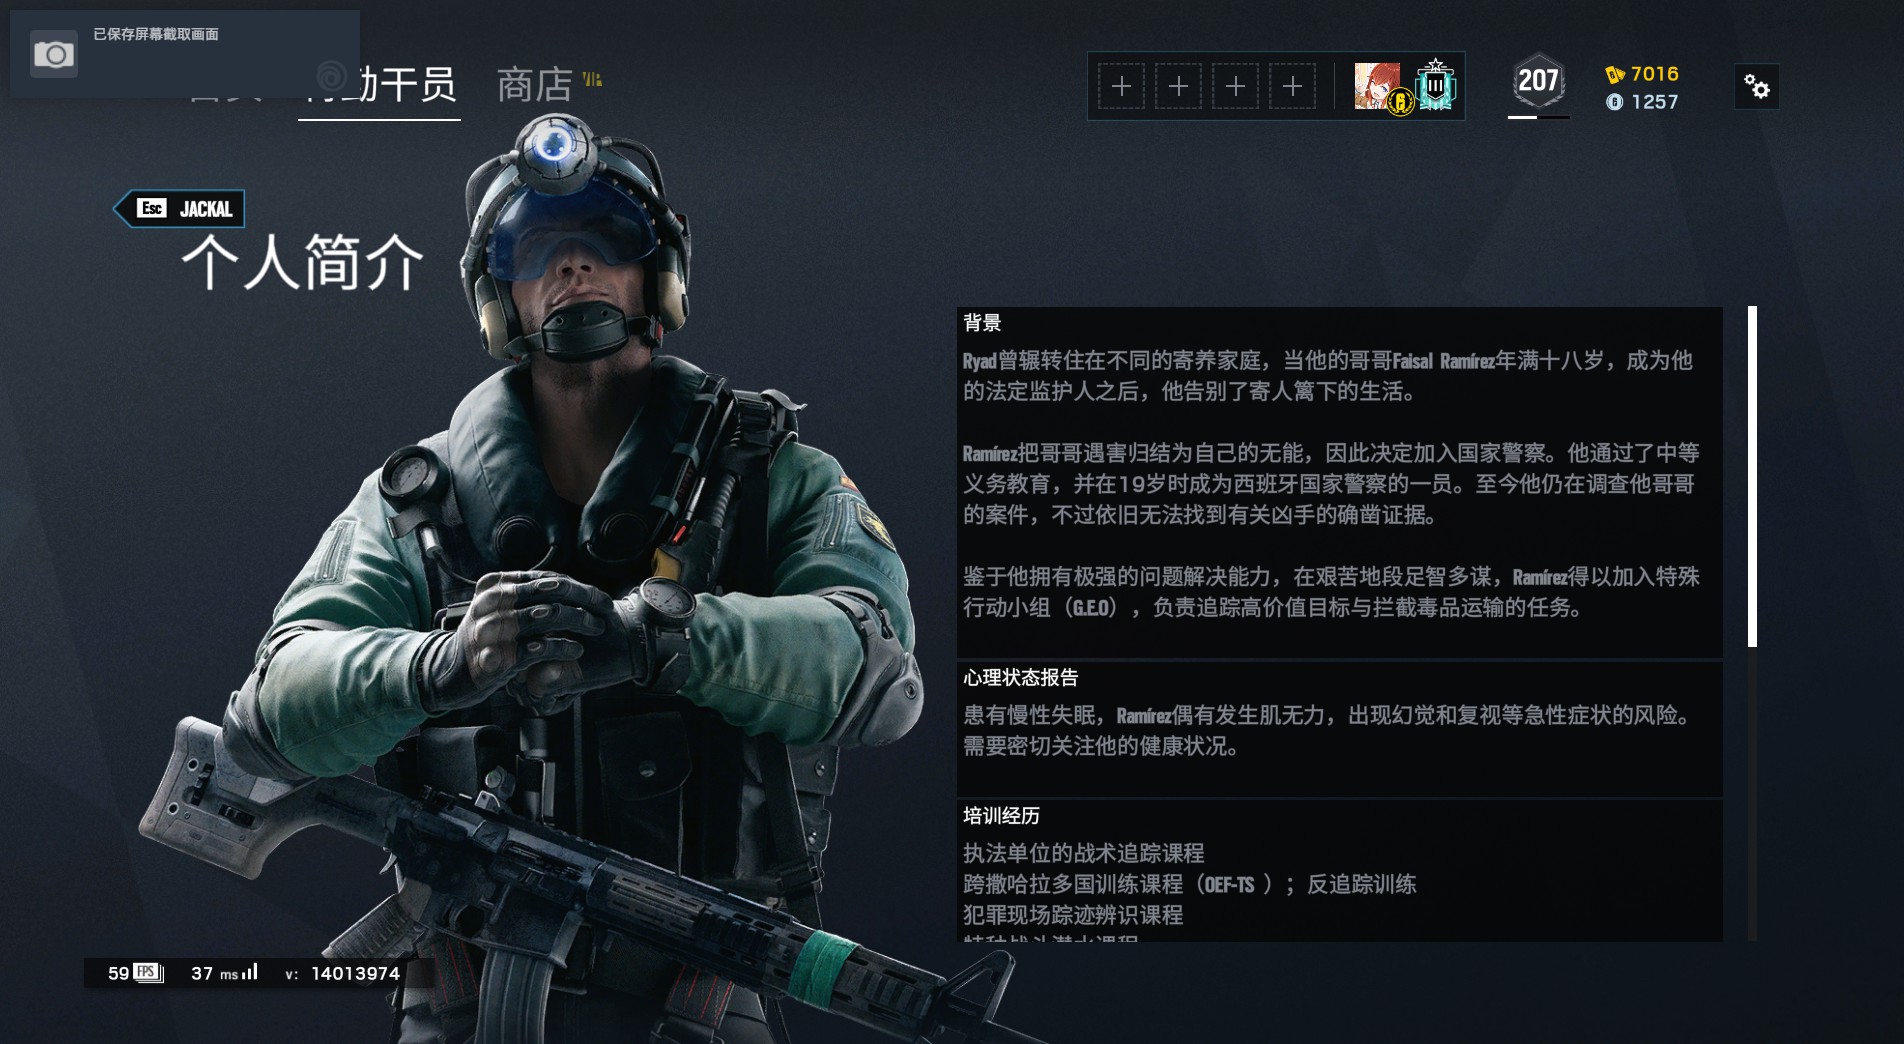 已保存屏幕截取画面
动干员 商店
207
7016
1257
Esc JACKAL
个人简介
背景
Ryad曾辗转住在不同的寄养家庭，当他的哥哥Faisal Ramírez年满十八岁，成为他
的法定监护人之后，他告别了寄人篱下的生活。
Ramírez把哥哥遇害归结为自己的无能，因此决定加入国家警察。他通过了中等
义务教育，并在19岁时成为西班牙国家警察的一员。至今他仍在调查他哥哥
的案件，不过依旧无法找到有关凶手的确凿证据。
鉴于他拥有极强的问题解决能力，在艰苦地段足智多谋，Ramírez得以加入特殊
行动小组（G.E.O），负责追踪高价值目标与拦截毒品运输的任务。
心理状态报告
患有慢性失眠，Ramírez偶有发生肌无力，出现幻觉和复视等急性症状的风险。
需要密切关注他的健康状况。
培训经历
执法单位的战术追踪课程
跨撒哈拉多国训练课程（OEF-TS ）；反追踪训练
犯罪现场踪迹辨识课程
59 FPS 37 ms v: 14013974